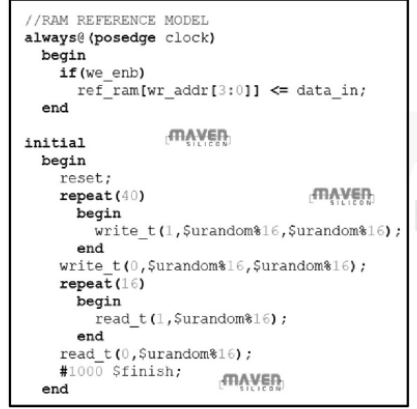 //RAM REFERENCE MODEL
always@(posedge clock)
begin
if(we_enb)
ref_ram[wr_addr[3:0]] <= data_in;
end
MAVEN
SILICON
initial
begin
reset;
repeat(40)
MAVEN
SILICON
begin
write_t(1,$urandom%16,$urandom%16);
end
write_t(0,$urandom%16,$urandom%16);
repeat(16)
begin
read_t(1,$urandom%16);
end
read_t(0,$urandom%16);
#1000 $finish;
MAVEN
SILICON
end